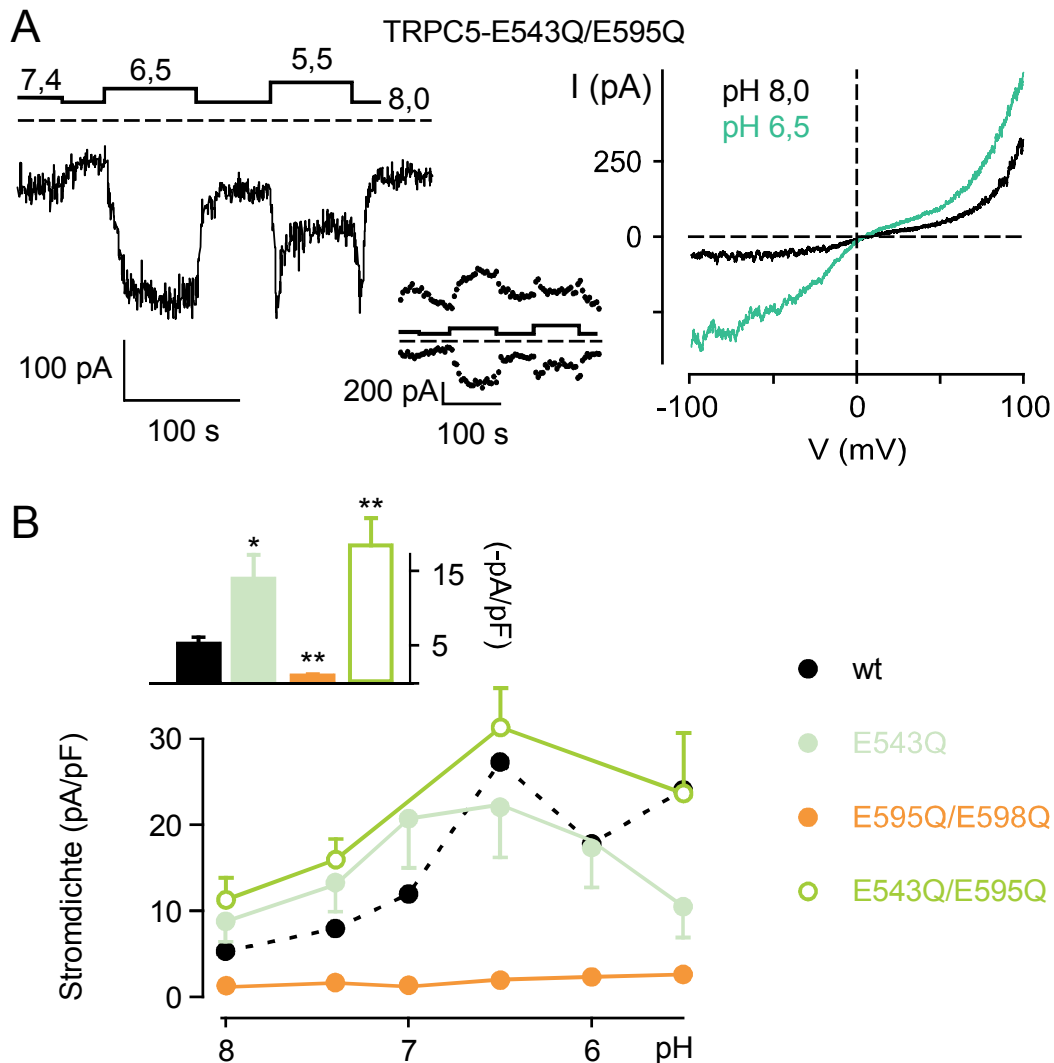 A
TRPC5-E543Q/E595Q
7,4
6,5
5,5
8,0
100 pA
100 s
200 pA
100 s
I (pA)
pH 8,0
pH 6,5
250
0
-100
0
100
V (mV)
B
*
**
**
15
5
(-pA/pF)
wt
E543Q
E595Q/E598Q
E543Q/E595Q
Stromdichte (pA/pF)
30
20
10
0
8
7
6
pH